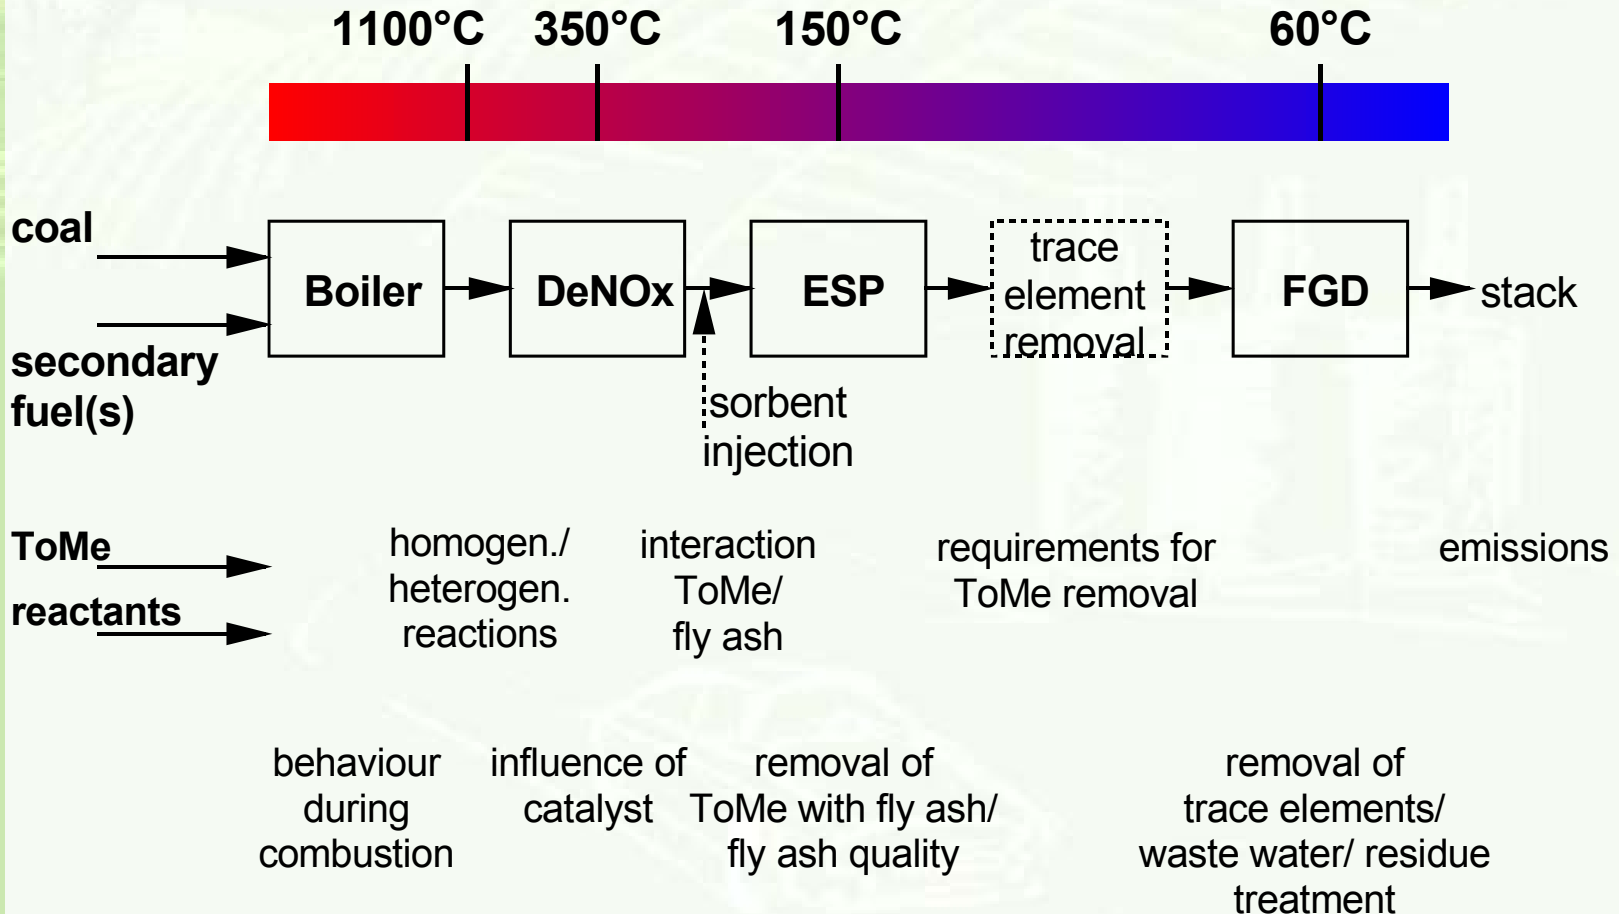 1100°C 350°C 150°C 60°C
coal
secondary
fuel(s)
Boiler
DeNOx
ESP
trace
element
removal
FGD
stack
sorbent
injection
ToMe
reactants
homogen./
heterogen.
reactions
interaction
ToMe/
fly ash
requirements for
ToMe removal
emissions
behaviour
during
combustion
influence of
catalyst
removal of
ToMe with fly ash/
fly ash quality
removal of
trace elements/
waste water/ residue
treatment